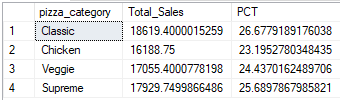 pizza_category Total_Sales PCT
1 Classic 18619.4000015259 26.6779189176038
2 Chicken 16188.75 23.1952780348435
3 Veggie 17055.4000778198 24.4370162489706
4 Supreme 17929.7499866486 25.6897867985821